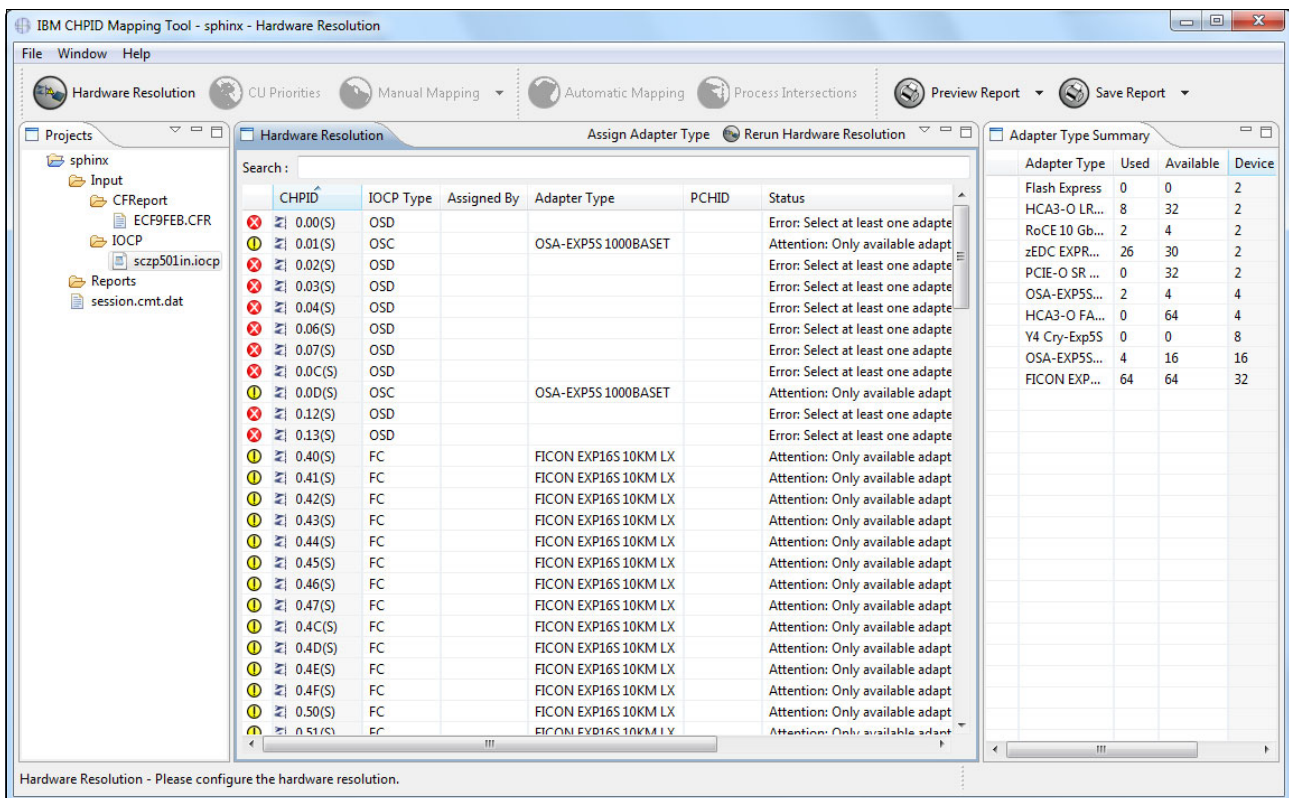 IBM CHPID Mapping Tool - sphinx - Hardware Resolution
File Window Help
Hardware Resolution CU Priorities Manual Mapping Automatic Mapping Process Intersections Preview Report Save Report
Projects
sphinx
Input
CFReport
ECF9FEB.CFR
IOCP
sczp501in.iocp
Reports
session.cmt.dat
Hardware Resolution Assign Adapter Type Rerun Hardware Resolution
Search :
CHPID IOCP Type Assigned By Adapter Type PCHID Status
0.00(S) OSD Error: Select at least one adapte
0.01(S) OSC OSA-EXP5S 1000BASET Attention: Only available adapt
0.02(S) OSD Error: Select at least one adapte
0.03(S) OSD Error: Select at least one adapte
0.04(S) OSD Error: Select at least one adapte
0.06(S) OSD Error: Select at least one adapte
0.07(S) OSD Error: Select at least one adapte
0.0C(S) OSD Error: Select at least one adapte
0.0D(S) OSC OSA-EXP5S 1000BASET Attention: Only available adapt
0.12(S) OSD Error: Select at least one adapte
0.13(S) OSD Error: Select at least one adapte
0.40(S) FC FICON EXP16S 10KM LX Attention: Only available adapt
0.41(S) FC FICON EXP16S 10KM LX Attention: Only available adapt
0.42(S) FC FICON EXP16S 10KM LX Attention: Only available adapt
0.43(S) FC FICON EXP16S 10KM LX Attention: Only available adapt
0.44(S) FC FICON EXP16S 10KM LX Attention: Only available adapt
0.45(S) FC FICON EXP16S 10KM LX Attention: Only available adapt
0.46(S) FC FICON EXP16S 10KM LX Attention: Only available adapt
0.47(S) FC FICON EXP16S 10KM LX Attention: Only available adapt
0.4C(S) FC FICON EXP16S 10KM LX Attention: Only available adapt
0.4D(S) FC FICON EXP16S 10KM LX Attention: Only available adapt
0.4E(S) FC FICON EXP16S 10KM LX Attention: Only available adapt
0.4F(S) FC FICON EXP16S 10KM LX Attention: Only available adapt
0.50(S) FC FICON EXP16S 10KM LX Attention: Only available adapt
0.51(S) FC FICON EXP16S 10KM LX Attention: Only available adapt
Adapter Type Summary
Adapter Type Used Available Device
Flash Express 0 0 2
HCA3-O LR... 8 32 2
RoCE 10 Gb... 2 4 2
zEDC EXPR... 26 30 2
PCIE-O SR ... 0 32 2
OSA-EXP5S... 2 4 4
HCA3-O FA... 0 64 4
Y4 Cry-Exp5S 0 0 8
OSA-EXP5S... 4 16 16
FICON EXP... 64 64 32
Hardware Resolution - Please configure the hardware resolution.